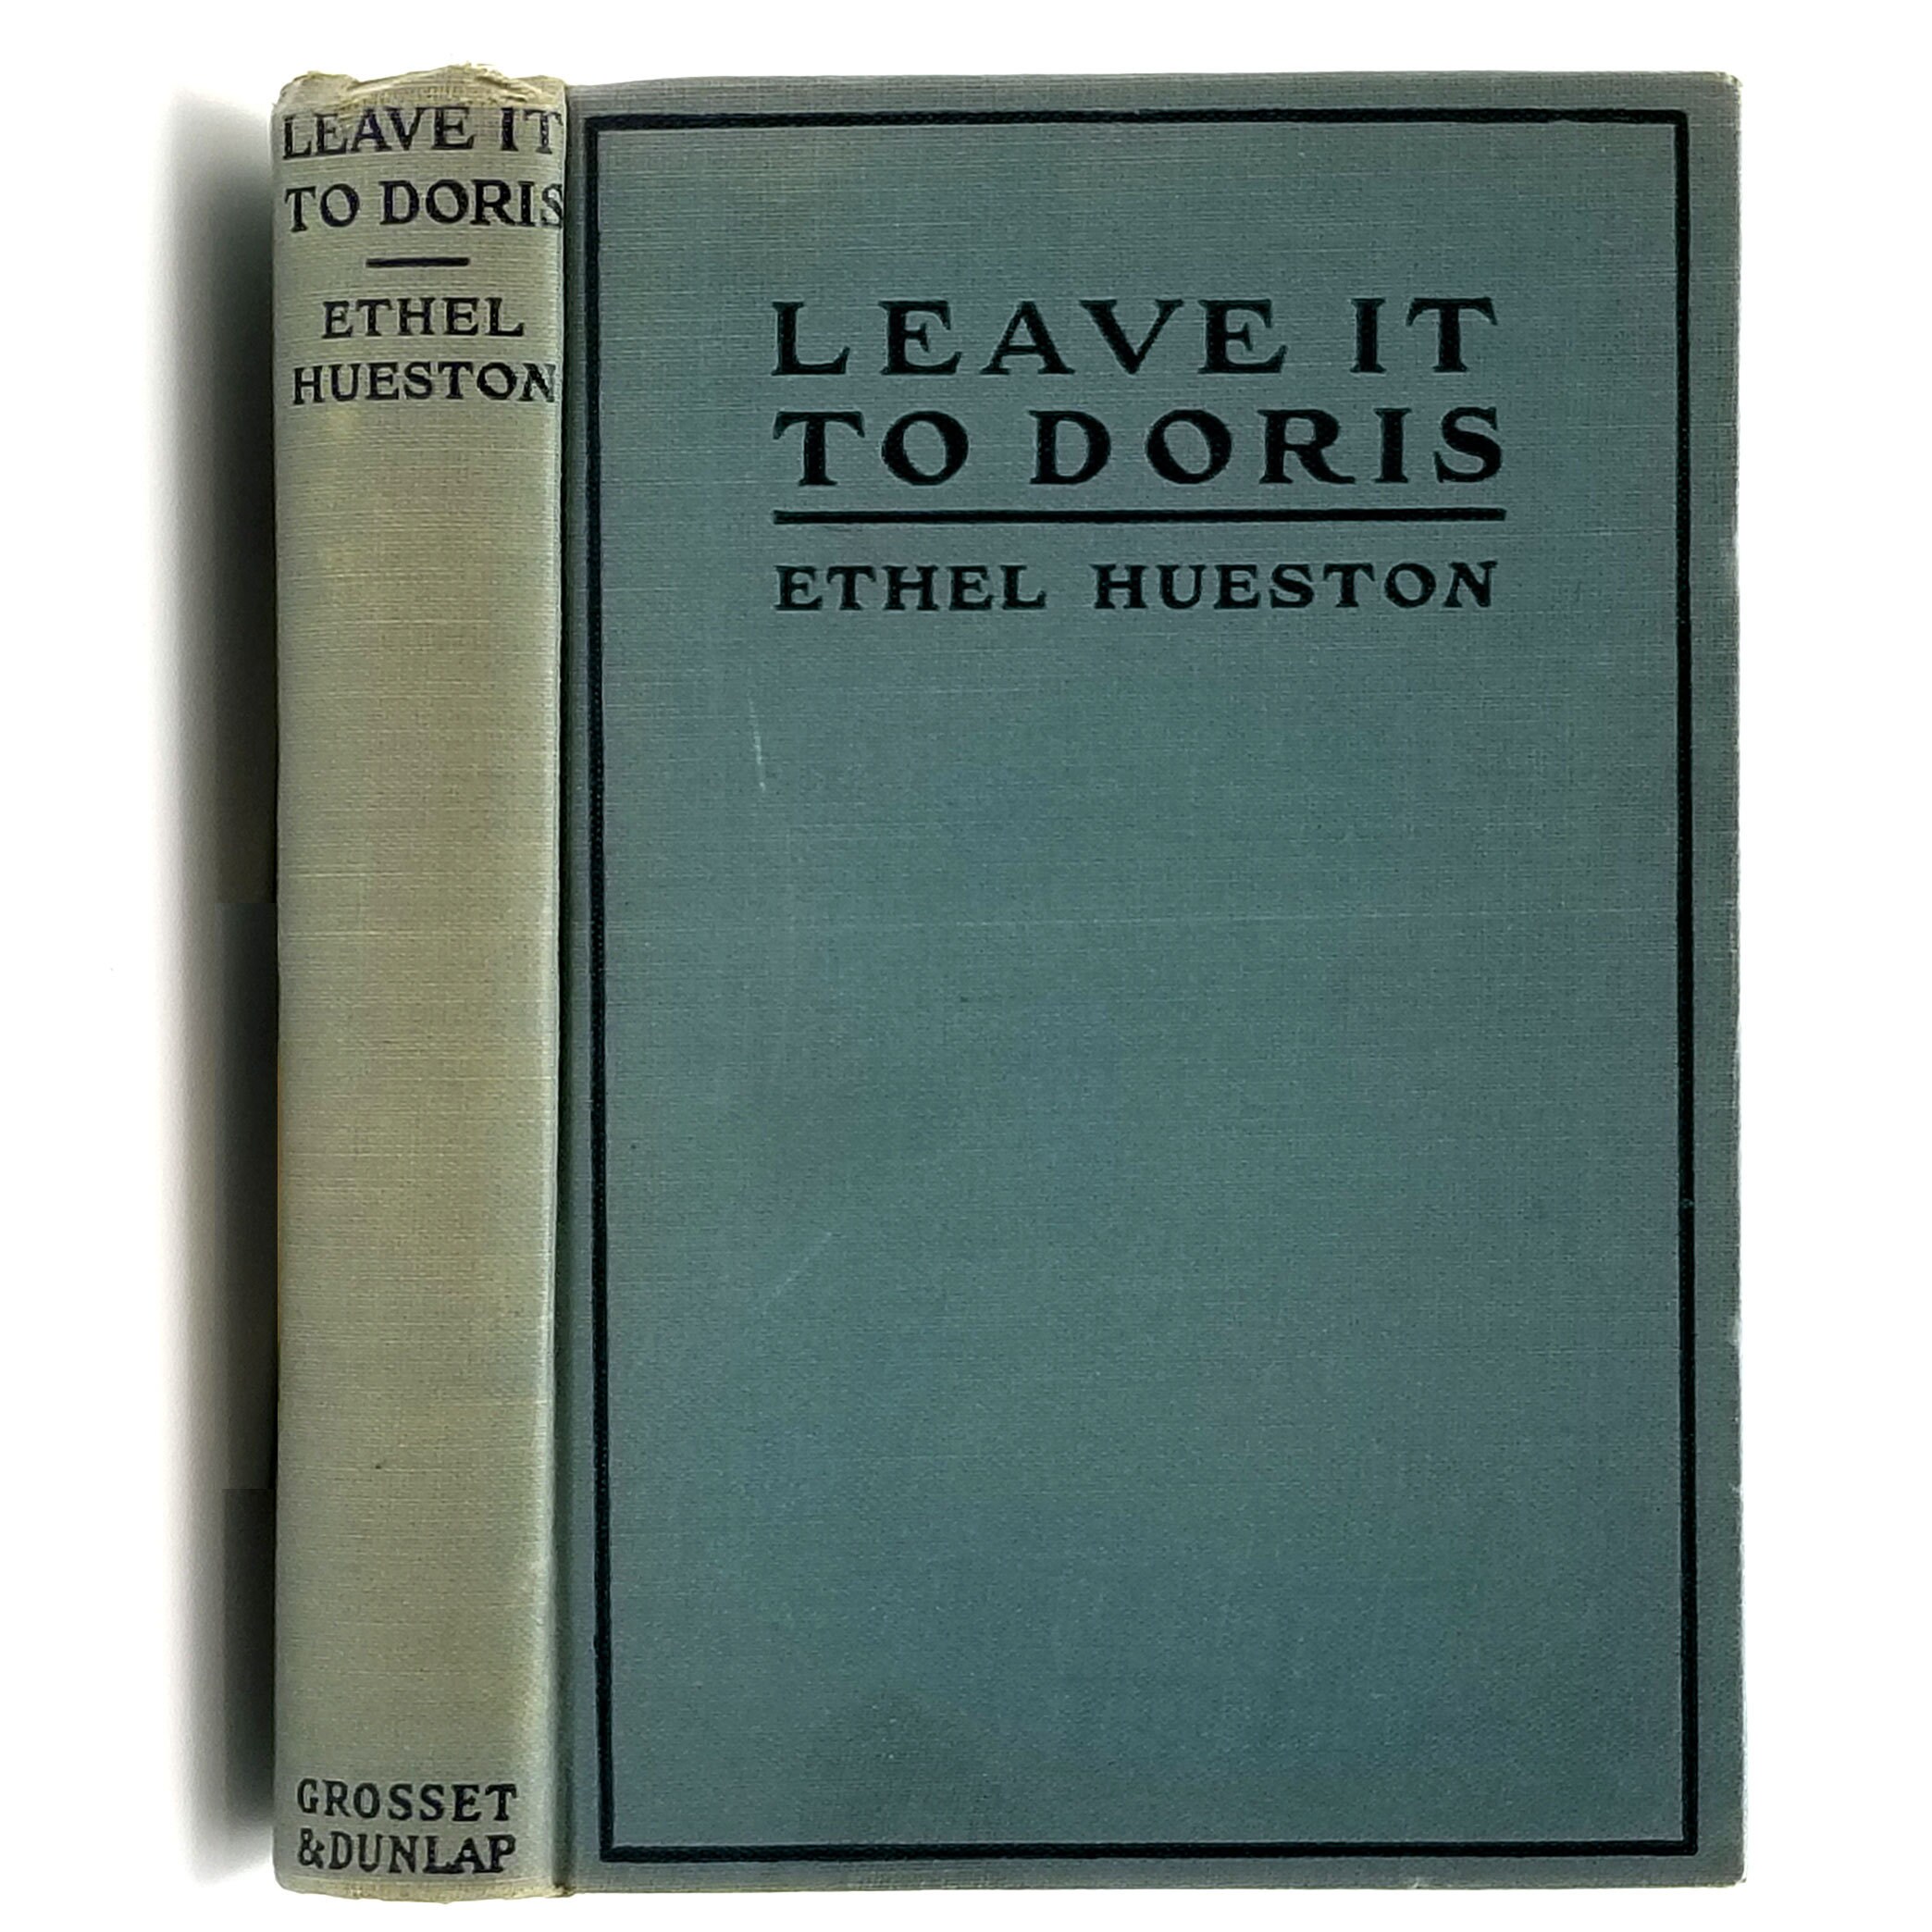 LEAVE IT
TO DORIS
ETHEL
HUESTON
GROSSET
&DUNLAP
LEAVE IT
TO DORIS
ETHEL HUESTON